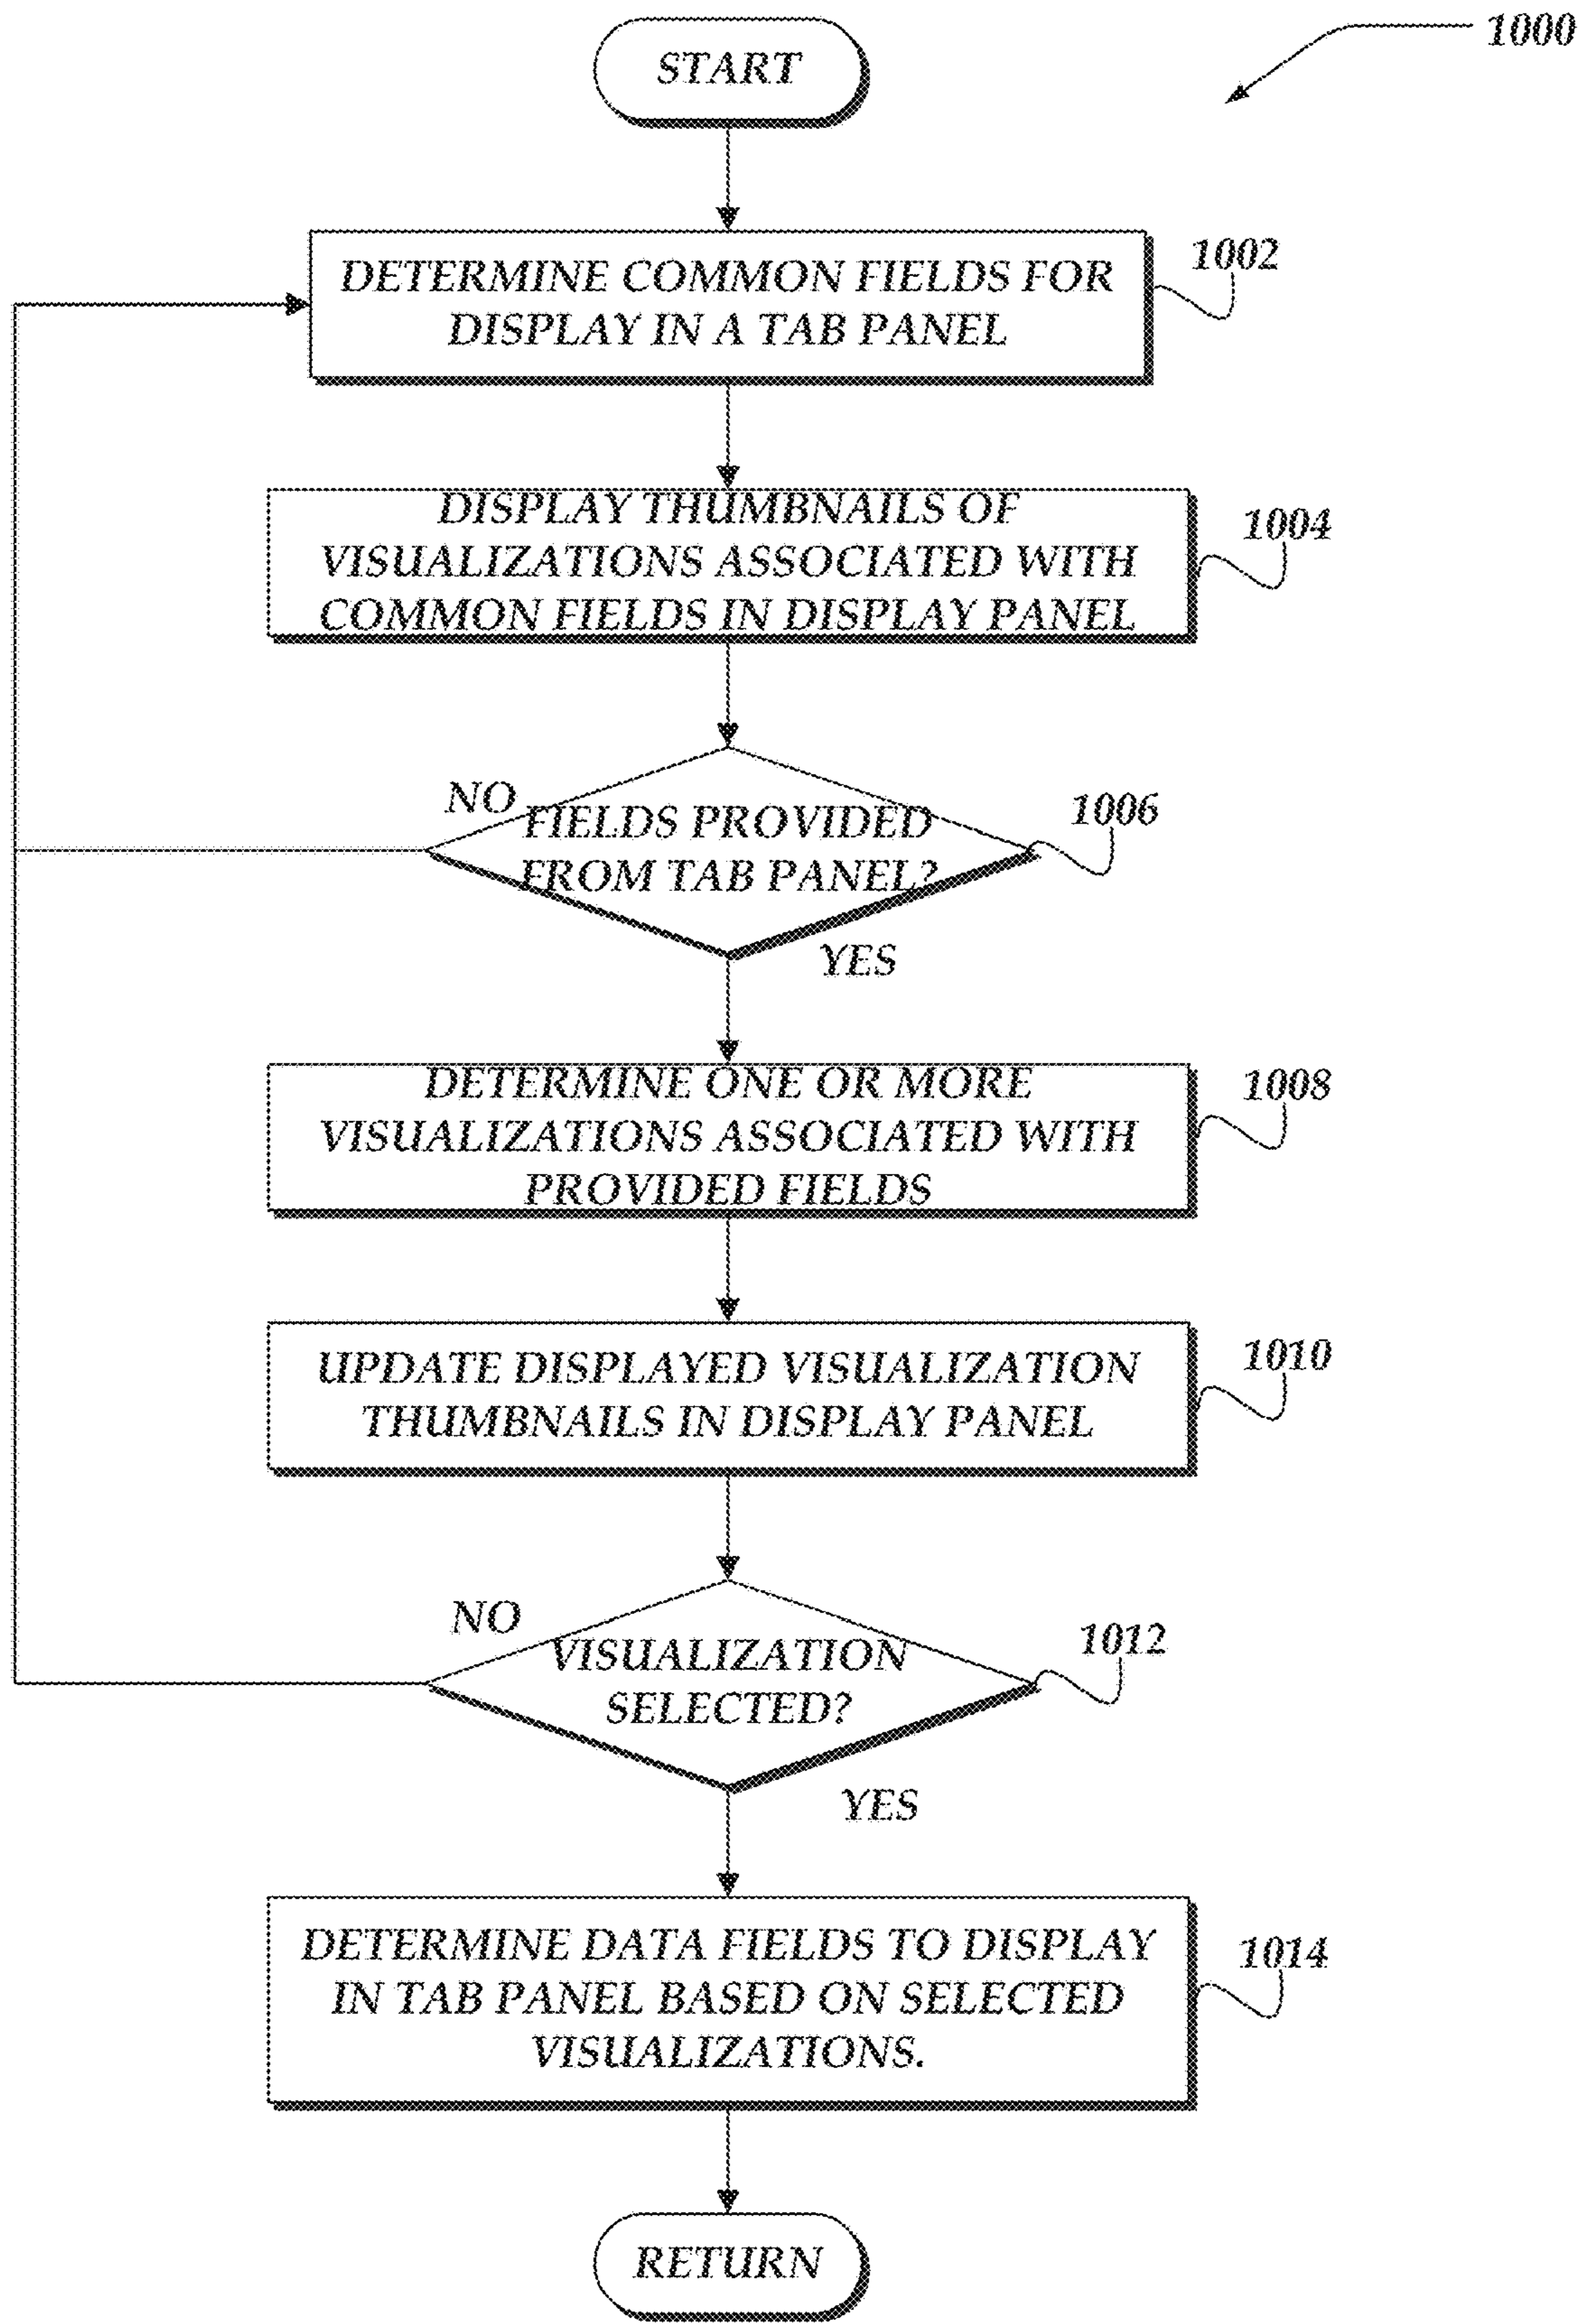 1000
START
DETERMINE COMMON FIELDS FOR
DISPLAY IN A TAB PANEL
1002
DISPLAY THUMBNAILS OF
VISUALIZATIONS ASSOCIATED WITH
COMMON FIELDS IN DISPLAY PANEL
1004
NO
FIELDS PROVIDED
FROM TAB PANEL?
1006
YES
DETERMINE ONE OR MORE
VISUALIZATIONS ASSOCIATED WITH
PROVIDED FIELDS
1008
UPDATE DISPLAYED VISUALIZATION
THUMBNAILS IN DISPLAY PANEL
1010
NO
VISUALIZATION
SELECTED?
1012
YES
DETERMINE DATA FIELDS TO DISPLAY
IN TAB PANEL BASED ON SELECTED
VISUALIZATIONS.
1014
RETURN